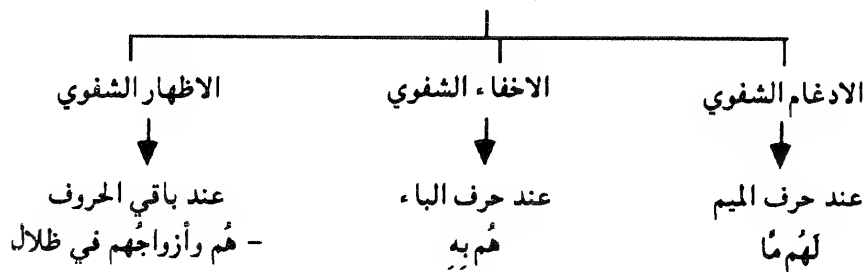 الادغام الشفوي الاخفاء الشفوي الاظهار الشفوي
عند حرف الميم عند حرف الباء عند باقي الحروف
لَهُم مَّا هُم بِهِ - هُم وأزواجُهم في ظلال